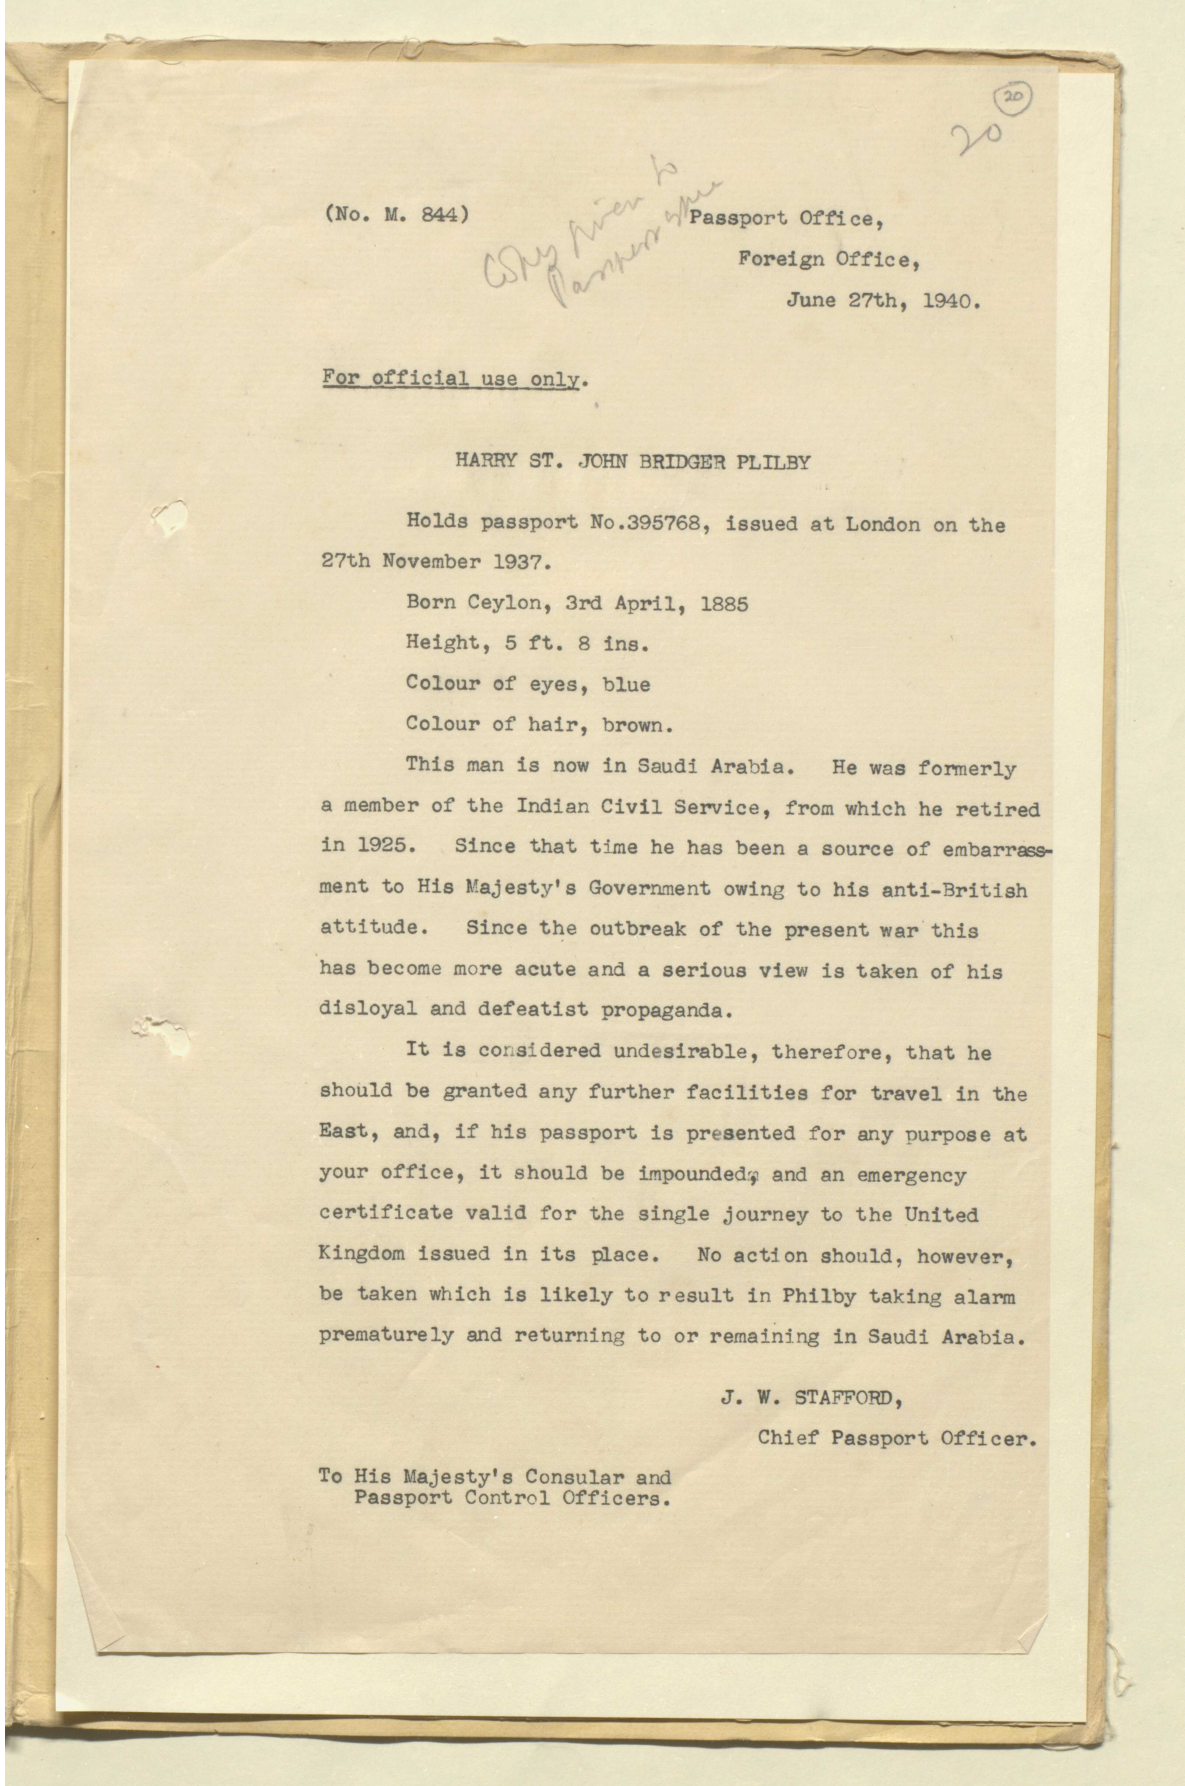 20
20
Copy given to
Passport Office
(No. M. 844)
Passport Office,
Foreign Office,
June 27th, 1940.
For official use only.
HARRY ST. JOHN BRIDGER PLILBY
Holds passport No.395768, issued at London on the
27th November 1937.
Born Ceylon, 3rd April, 1885
Height, 5 ft. 8 ins.
Colour of eyes, blue
Colour of hair, brown.
This man is now in Saudi Arabia. He was formerly
a member of the Indian Civil Service, from which he retired
in 1925. Since that time he has been a source of embarrass-
ment to His Majesty's Government owing to his anti-British
attitude. Since the outbreak of the present war this
has become more acute and a serious view is taken of his
disloyal and defeatist propaganda.
It is considered undesirable, therefore, that he
should be granted any further facilities for travel in the
East, and, if his passport is presented for any purpose at
your office, it should be impounded, and an emergency
certificate valid for the single journey to the United
Kingdom issued in its place. No action should, however,
be taken which is likely to result in Philby taking alarm
prematurely and returning to or remaining in Saudi Arabia.
J. W. STAFFORD,
Chief Passport Officer.
To His Majesty's Consular and
Passport Control Officers.